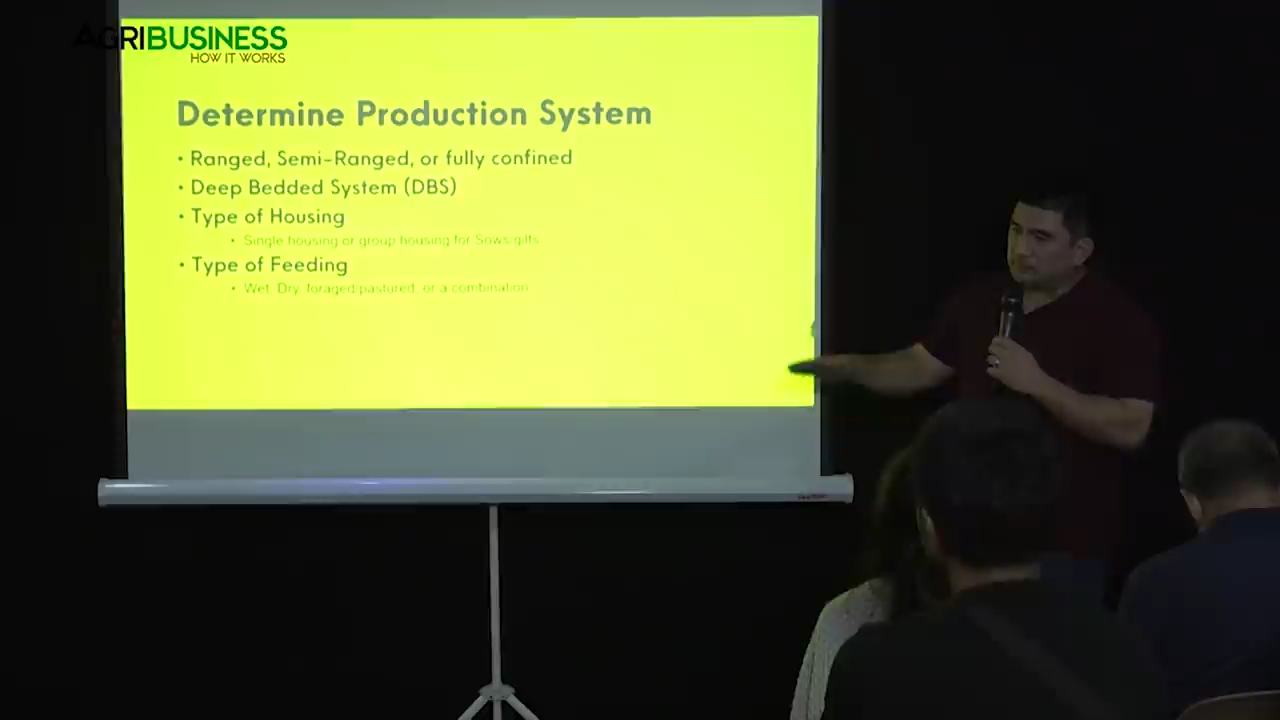 AGRIBUSINESS
HOW IT WORKS
Determine Production System
• Ranged, Semi-Ranged, or fully confined
• Deep Bedded System (DBS)
• Type of Housing
• Single housing or group housing for Sows/gilts
• Type of Feeding
• Wet, Dry, foraged/pastured, or a combination